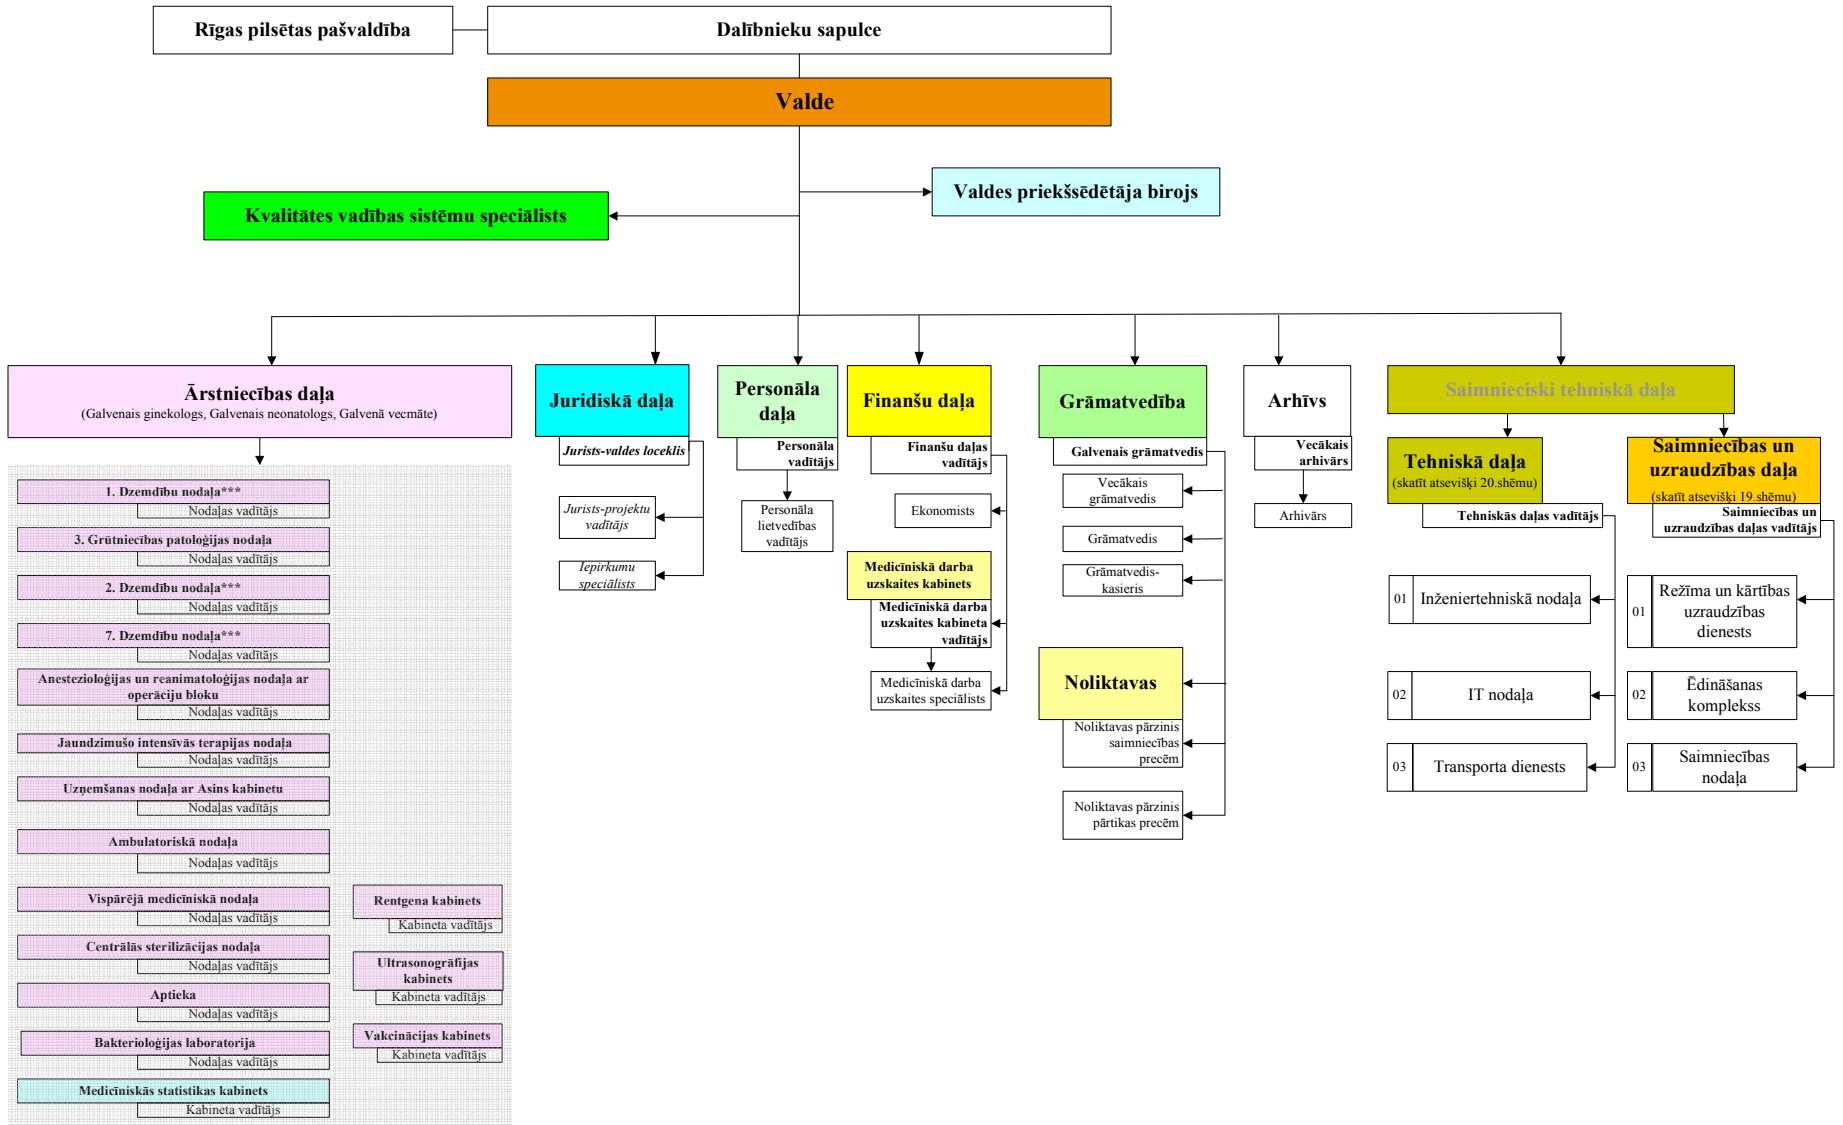 Rīgas pilsētas pašvaldība
Dalībnieku sapulce
Valde
Valdes priekšsēdētāja birojs
Kvalitātes vadības sistēmu speciālists
Ārstniecības daļa
(Galvenais ginekologs, Galvenais neonatologs, Galvenā vecmāte)
1. Dzemdību nodaļa***
Nodaļas vadītājs
3. Grūtniecības patoloģijas nodaļa
Nodaļas vadītājs
2. Dzemdību nodaļa***
Nodaļas vadītājs
7. Dzemdību nodaļa***
Nodaļas vadītājs
Anestezioloģijas un reanimatoloģijas nodaļa ar
operāciju bloku
Nodaļas vadītājs
Jaundzimušo intensīvās terapijas nodaļa
Nodaļas vadītājs
Uzņemšanas nodaļa ar Asins kabinetu
Nodaļas vadītājs
Ambulatoriskā nodaļa
Nodaļas vadītājs
Vispārējā medicīniskā nodaļa
Nodaļas vadītājs
Centrālās sterilizācijas nodaļa
Nodaļas vadītājs
Aptieka
Nodaļas vadītājs
Bakterioloģijas laboratorija
Nodaļas vadītājs
Medicīniskās statistikas kabinets
Kabineta vadītājs
Rentgena kabinets
Kabineta vadītājs
Ultrasonogrāfijas
kabinets
Kabineta vadītājs
Vakcinācijas kabinets
Kabineta vadītājs
Juridiskā daļa
Jurists-valdes loceklis
Jurists-projektu
vadītājs
Iepirkumu
speciālists
Personāla
daļa
Personāla
vadītājs
Personāla
lietvedības
vadītājs
Finanšu daļa
Finanšu daļas
vadītājs
Ekonomists
Medicīniskā darba
uzskaites kabinets
Medicīniskā darba
uzskaites kabineta
vadītājs
Medicīniskā darba
uzskaites speciālists
Grāmatvedība
Galvenais grāmatvedis
Vecākais
grāmatvedis
Grāmatvedis
Grāmatvedis-
kasieris
Noliktavas
Noliktavas pārzinis
saimniecības
precēm
Noliktavas pārzinis
pārtikas precēm
Arhīvs
Vecākais
arhivārs
Arhivārs
Saimnieciski tehniskā daļa
Tehniskā daļa
(skatīt atsevišķi 20.shēmu)
Tehniskās daļas vadītājs
01 Inženiertehniskā nodaļa
02 IT nodaļa
03 Transporta dienests
Saimniecības un
uzraudzības daļa
(skatīt atsevišķi 19.shēmu)
Saimniecības un
uzraudzības daļas vadītājs
01 Režīma un kārtības
uzraudzības
dienests
02 Ēdināšanas
komplekss
03 Saimniecības
nodaļa